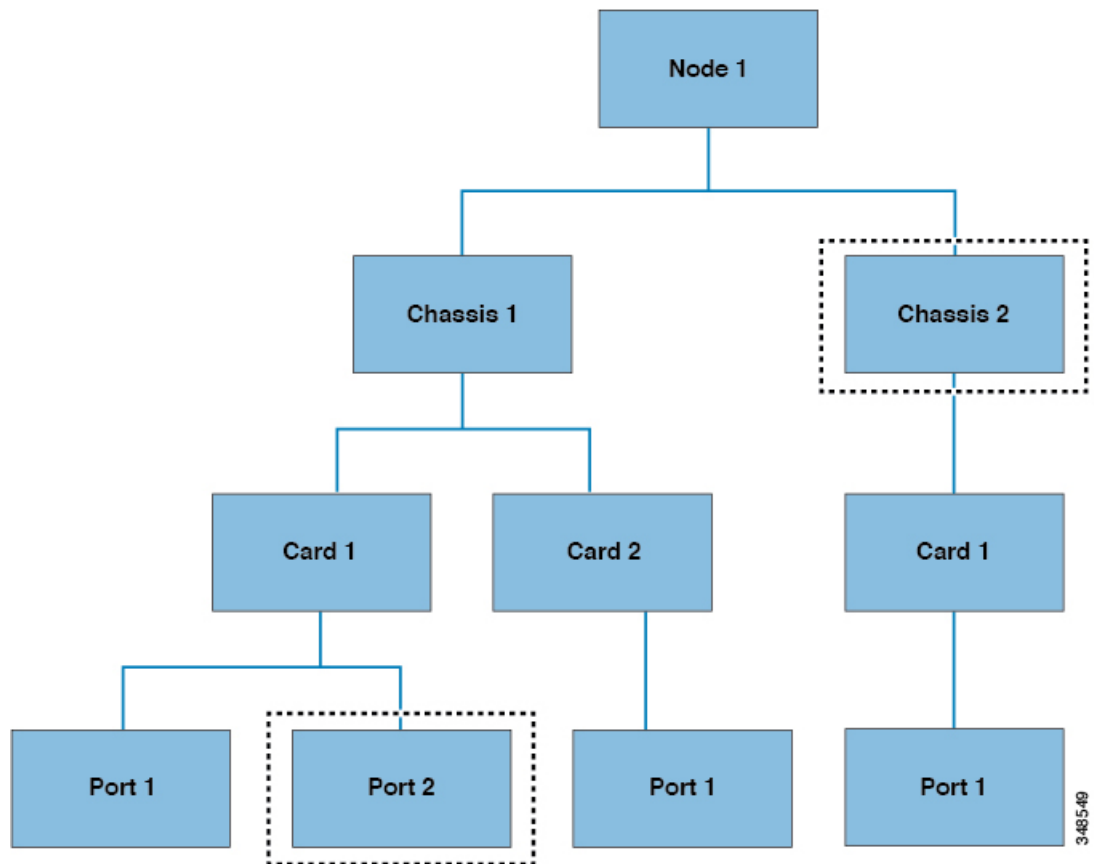 Node 1
Chassis 1
Chassis 2
Card 1
Card 2
Card 1
Port 1
Port 2
Port 1
Port 1
348549